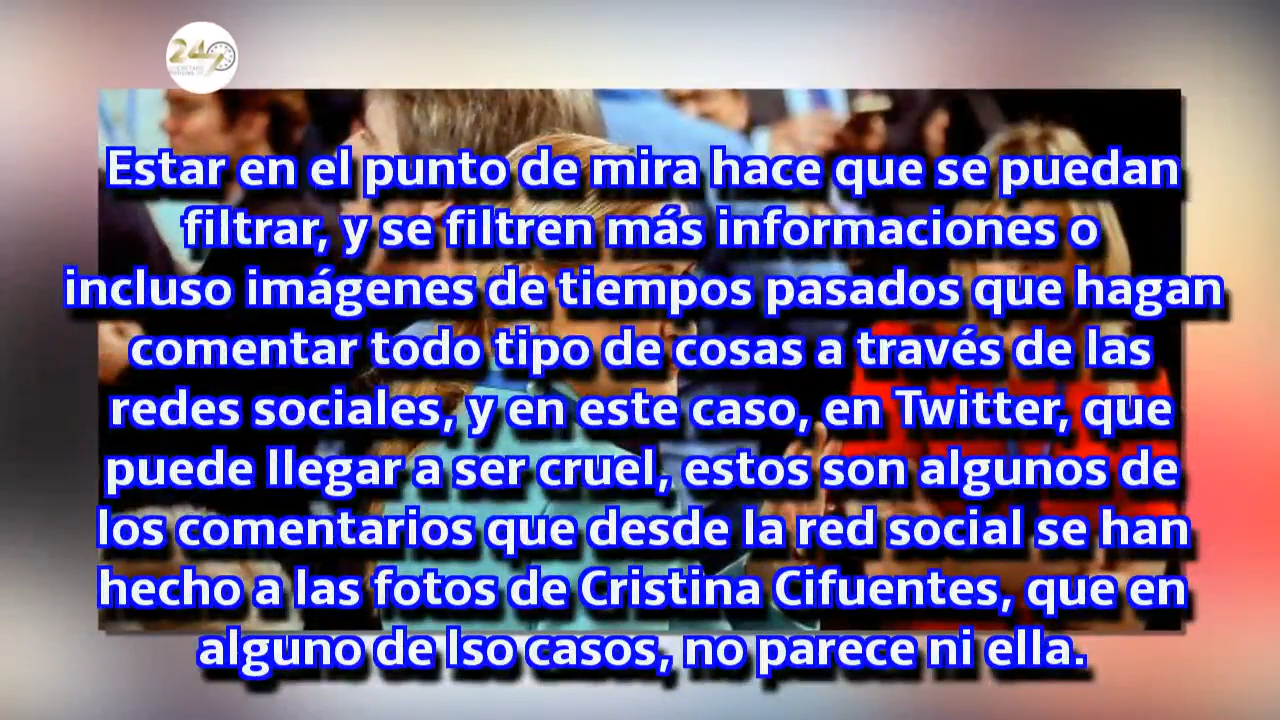 247
Estar en el punto de mira hace que se puedan
filtrar, y se filtren más informaciones o
incluso imágenes de tiempos pasados que hagan
comentar todo tipo de cosas a través de las
redes sociales, y en este caso, en Twitter, que
puede llegar a ser cruel, estos son algunos de
los comentarios que desde la red social se han
hecho a las fotos de Cristina Cifuentes, que en
alguno de lso casos, no parece ni ella.